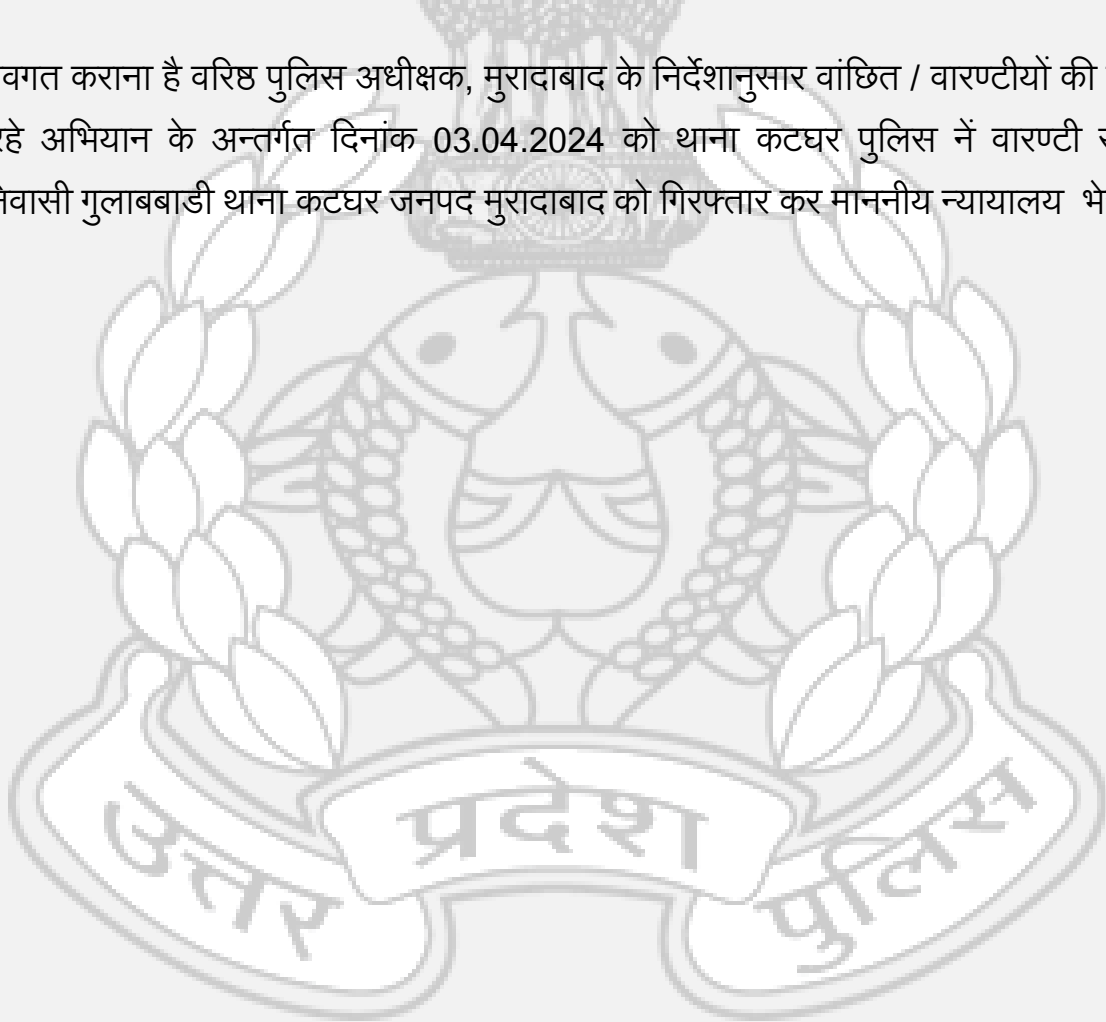 वगत कराना है वरिष्ठ पुलिस अधीक्षक, मुरादाबाद के निर्देशानुसार वांछित / वारण्टीयों की
रहे अभियान के अन्तर्गत दिनांक 03.04.2024 को थाना कटघर पुलिस नें वारण्टी
निवासी गुलाबबाडी थाना कटघर जनपद मुरादाबाद को गिरफ्तार कर माननीय न्यायालय भे
उत्तर प्रदेश पुलिस